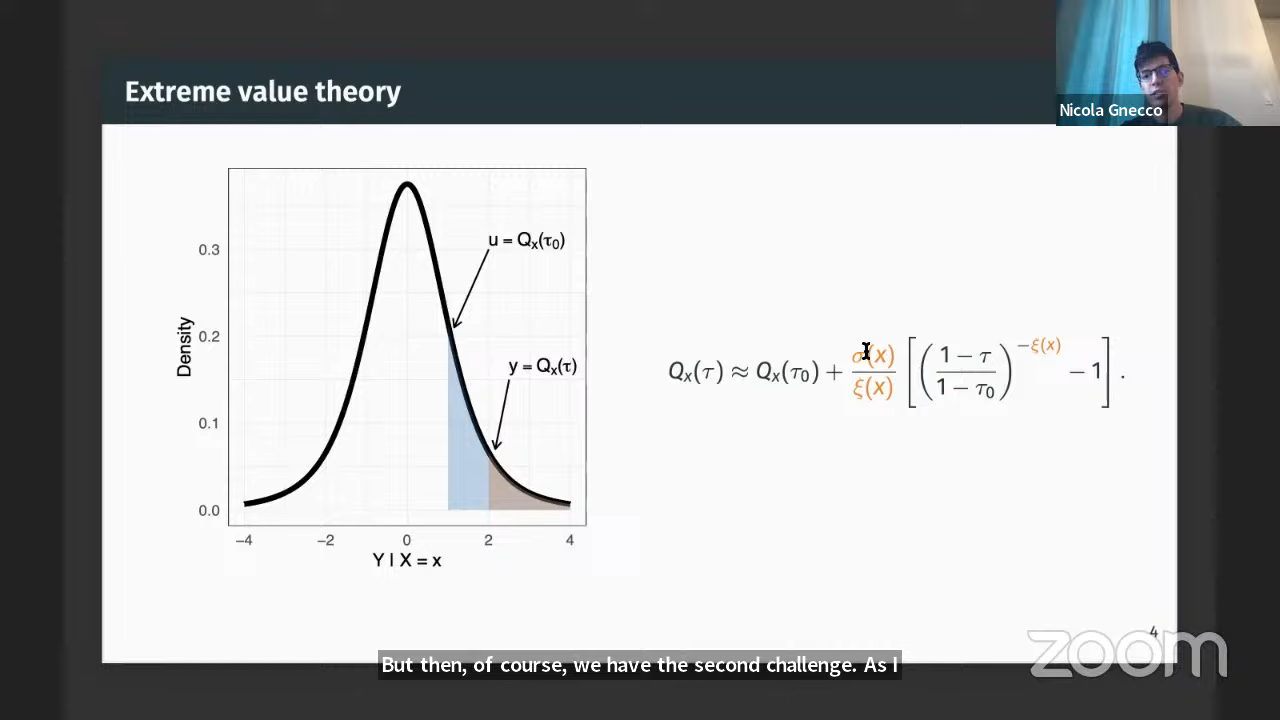 Extreme value theory
Nicola Gnecco
u = Qₓ(τ₀)
y = Qₓ(τ)
0.3
0.2
0.1
0.0
Density
−4 −2 0 2 4
Y | X = x
Qₓ(τ) ≈ Qₓ(τ₀) + σ(x)/ξ(x) [((1 − τ)/(1 − τ₀))^(−ξ(x)) − 1] .
4
zoom
But then, of course, we have the second challenge. As I